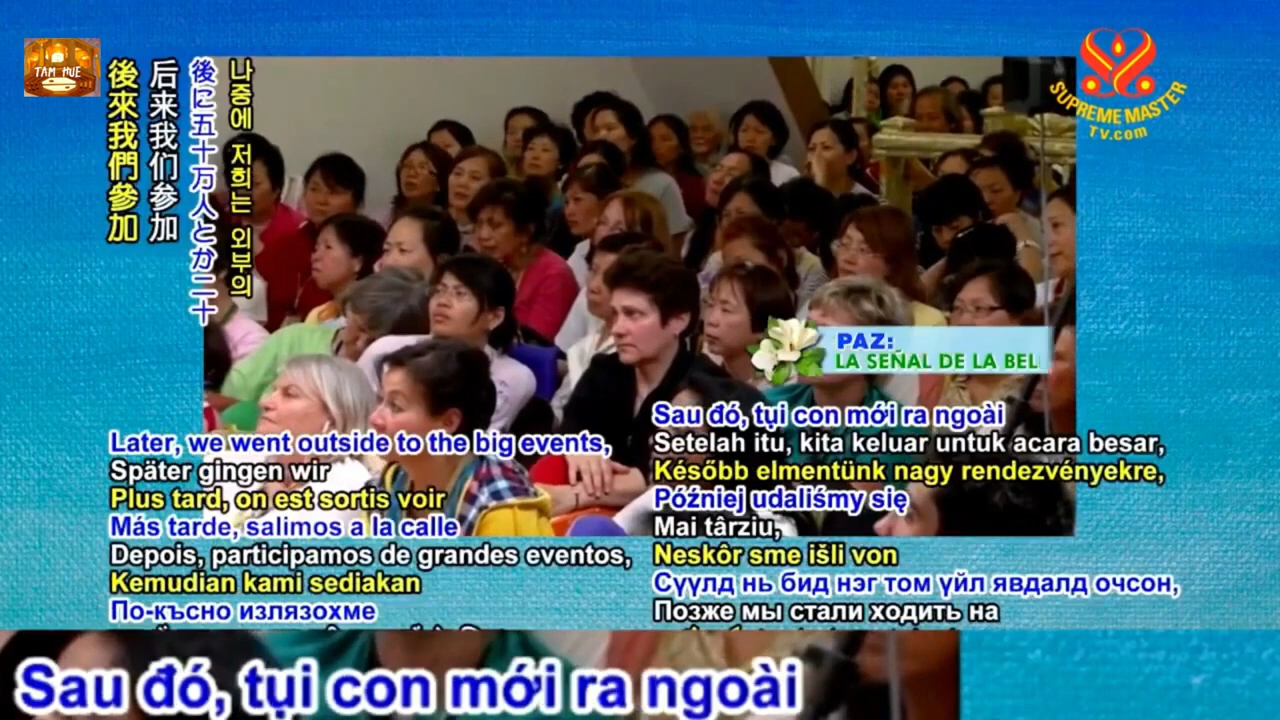 TAM HUE
後來我們參加
后来我们参加
後に五十万人とか二十
나중에 저희는 외부의
SUPREME MASTER
TV.com
PAZ:
LA SEÑAL DE LA BEL
Later, we went outside to the big events,
Später gingen wir
Plus tard, on est sortis voir
Más tarde, salimos a la calle
Depois, participamos de grandes eventos,
Kemudian kami sediakan
По-късно излязохме
Sau đó, tụi con mới ra ngoài
Setelah itu, kita keluar untuk acara besar,
Később elmentünk nagy rendezvényekre,
Później udaliśmy się
Mai târziu,
Neskôr sme išli von
Сүүлд нь бид нэг том үйл явдалд очсон,
Позже мы стали ходить на
Sau đó, tụi con mới ra ngoài